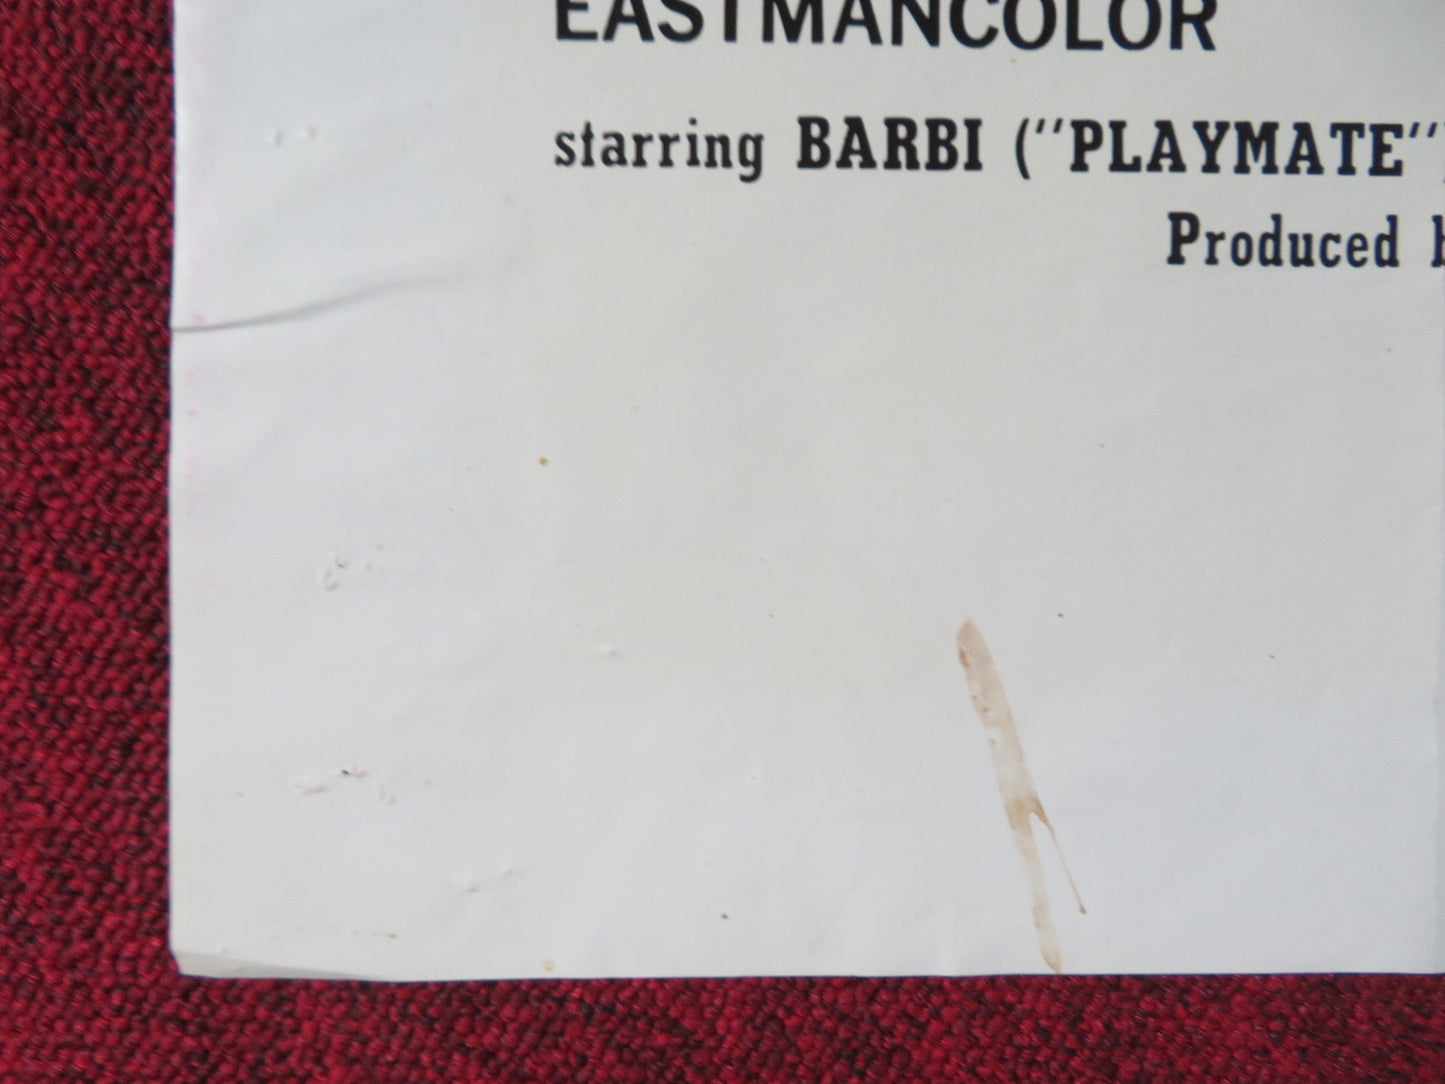 EASTMANCOLOR
starring BARBI ("PLAYMATE")
Produced